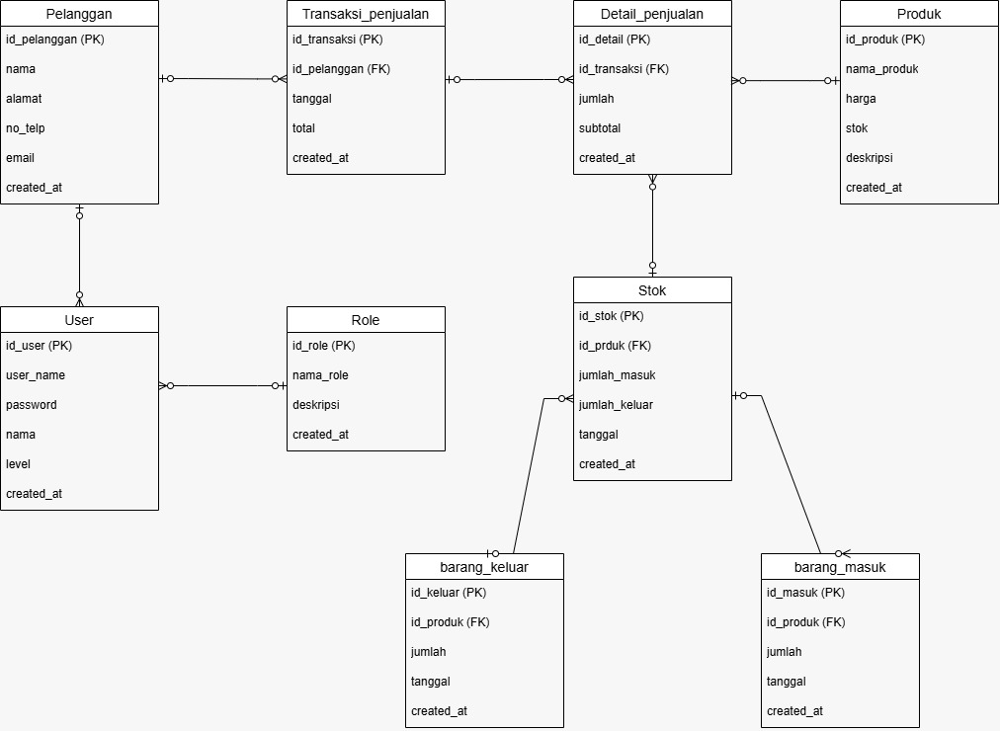 Pelanggan
id_pelanggan (PK)
nama
alamat
no_telp
email
created_at
Transaksi_penjualan
id_transaksi (PK)
id_pelanggan (FK)
tanggal
total
created_at
Detail_penjualan
id_detail (PK)
id_transaksi (FK)
jumlah
subtotal
created_at
Produk
id_produk (PK)
nama_produk
harga
stok
deskripsi
created_at
User
id_user (PK)
user_name
password
nama
level
created_at
Role
id_role (PK)
nama_role
deskripsi
created_at
Stok
id_stok (PK)
id_prduk (FK)
jumlah_masuk
jumlah_keluar
tanggal
created_at
barang_keluar
id_keluar (PK)
id_produk (FK)
jumlah
tanggal
created_at
barang_masuk
id_masuk (PK)
id_produk (FK)
jumlah
tanggal
created_at